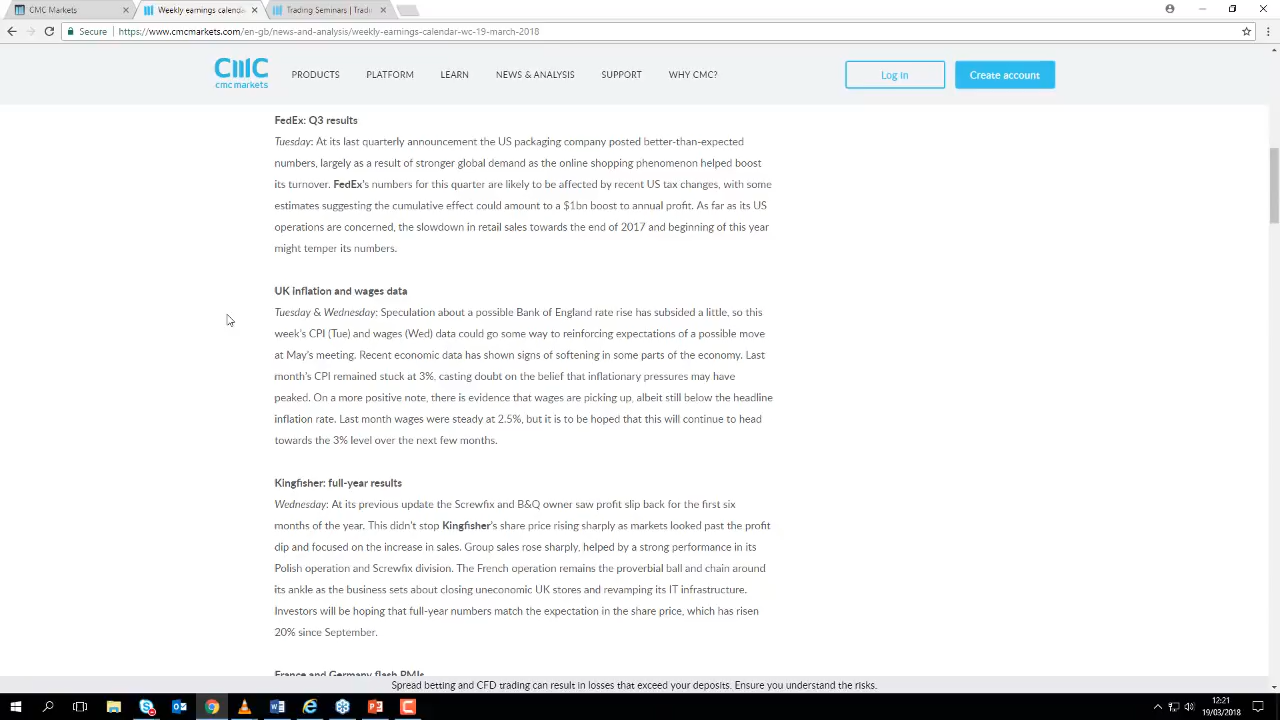 CMC Markets
Weekly earnings calenda
Trading Seminars | Trad
Secure
https://www.cmcmarkets.com/en-gb/news-and-analysis/weekly-earnings-calendar-wc-19-march-2018
cmc markets
PRODUCTS
PLATFORM
LEARN
NEWS & ANALYSIS
SUPPORT
WHY CMC?
Log in
Create account
FedEx: Q3 results
Tuesday: At its last quarterly announcement the US packaging company posted better-than-expected
numbers, largely as a result of stronger global demand as the online shopping phenomenon helped boost
its turnover. FedEx's numbers for this quarter are likely to be affected by recent US tax changes, with some
estimates suggesting the cumulative effect could amount to a $1bn boost to annual profit. As far as its US
operations are concerned, the slowdown in retail sales towards the end of 2017 and beginning of this year
might temper its numbers.
UK inflation and wages data
Tuesday & Wednesday: Speculation about a possible Bank of England rate rise has subsided a little, so this
week's CPI (Tue) and wages (Wed) data could go some way to reinforcing expectations of a possible move
at May's meeting. Recent economic data has shown signs of softening in some parts of the economy. Last
month's CPI remained stuck at 3%, casting doubt on the belief that inflationary pressures may have
peaked. On a more positive note, there is evidence that wages are picking up, albeit still below the headline
inflation rate. Last month wages were steady at 2.5%, but it is to be hoped that this will continue to head
towards the 3% level over the next few months.
Kingfisher: full-year results
Wednesday: At its previous update the Screwfix and B&Q owner saw profit slip back for the first six
months of the year. This didn't stop Kingfisher's share price rising sharply as markets looked past the profit
dip and focused on the increase in sales. Group sales rose sharply, helped by a strong performance in its
Polish operation and Screwfix division. The French operation remains the proverbial ball and chain around
its ankle as the business sets about closing uneconomic UK stores and revamping its IT infrastructure.
Investors will be hoping that full-year numbers match the expectation in the share price, which has risen
20% since September.
France and Germany flash PMIs
Spread betting and CFD trading can result in losses that exceed your deposits. Ensure you understand the risks.
12:21
19/03/2018